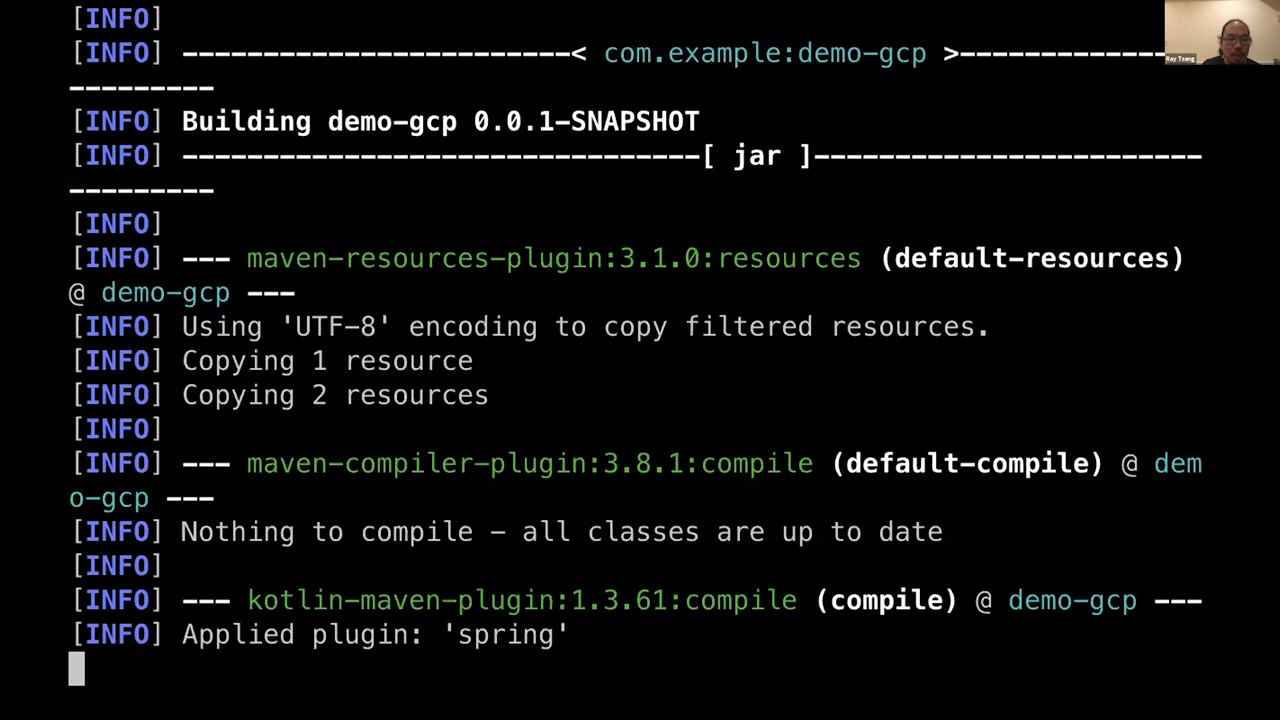 [INFO]
[INFO] -----------------------< com.example:demo-gcp >-------------
---------
[INFO] Building demo-gcp 0.0.1-SNAPSHOT
[INFO] --------------------------------[ jar ]------------------------
---------
[INFO]
[INFO] --- maven-resources-plugin:3.1.0:resources (default-resources)
@ demo-gcp ---
[INFO] Using 'UTF-8' encoding to copy filtered resources.
[INFO] Copying 1 resource
[INFO] Copying 2 resources
[INFO]
[INFO] --- maven-compiler-plugin:3.8.1:compile (default-compile) @ dem
o-gcp ---
[INFO] Nothing to compile - all classes are up to date
[INFO]
[INFO] --- kotlin-maven-plugin:1.3.61:compile (compile) @ demo-gcp ---
[INFO] Applied plugin: 'spring'
Ray Tsang